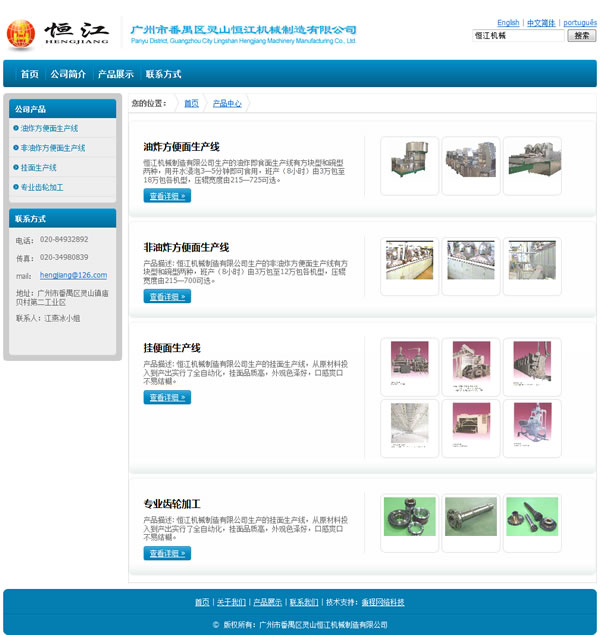 恒江
HENGJIANG
广州市番禺区灵山恒江机械制造有限公司
Panyu District, Guangzhou City Lingshan Hengjiang Machinery Manufacturing Co., Ltd.
English | 中文简体 | português
恒江机械 搜索
首页 公司简介 产品展示 联系方式
公司产品
油炸方便面生产线
非油炸方便面生产线
挂面生产线
专业齿轮加工
联系方式
电话: 020-84932892
传真: 020-34980839
mail: hengjiang@126.com
地址: 广州市番禺区灵山镇庙
贝村第二工业区
联系人: 江燕冰小姐
您的位置: 首页 产品中心
油炸方便面生产线
恒江机械制造有限公司生产的油炸即食面生产线有方块型和碗型
两种，用开水浸泡3—5分钟即可食用，班产（8小时）由3万包至
18万包各机型，压辊宽度由215—725可选。
查看详细 »
非油炸方便面生产线
产品描述: 恒江机械制造有限公司生产的非油炸方便面生产线有方
块型和碗型两种，班产（8小时）由3万包至12万包各机型，压辊
宽度由215—700可选。
查看详细 »
挂便面生产线
产品描述: 恒江机械制造有限公司生产的挂面生产线，从原材料投
入到产出实行了全自动化，挂面品质高，外观色泽好，口感爽口
不易结糊。
查看详细 »
专业齿轮加工
产品描述: 恒江机械制造有限公司生产的挂面生产线，从原材料投
入到产出实行了全自动化，挂面品质高，外观色泽好，口感爽口
不易结糊。
查看详细 »
首页 | 关于我们 | 产品展示 | 联系我们 | 技术支持: 番程网络科技
© 版权所有: 广州市番禺区灵山恒江机械制造有限公司